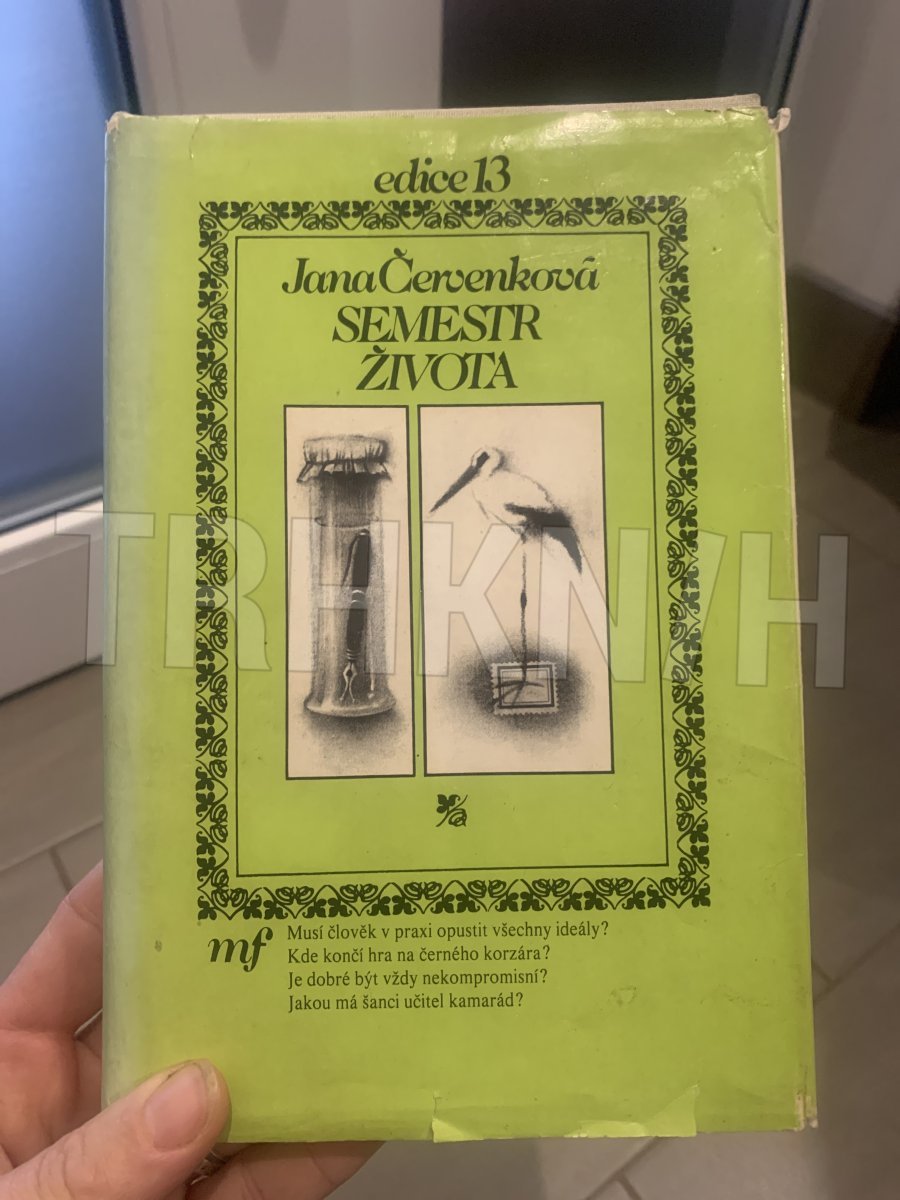 edice 13
Jana Červenková
SEMESTR
ŽIVOTA
TRHKNIH
mf
Musí člověk v praxi opustit všechny ideály?
Kde končí hra na černého korzára?
Je dobré být vždy nekompromisní?
Jakou má šanci učitel kamarád?